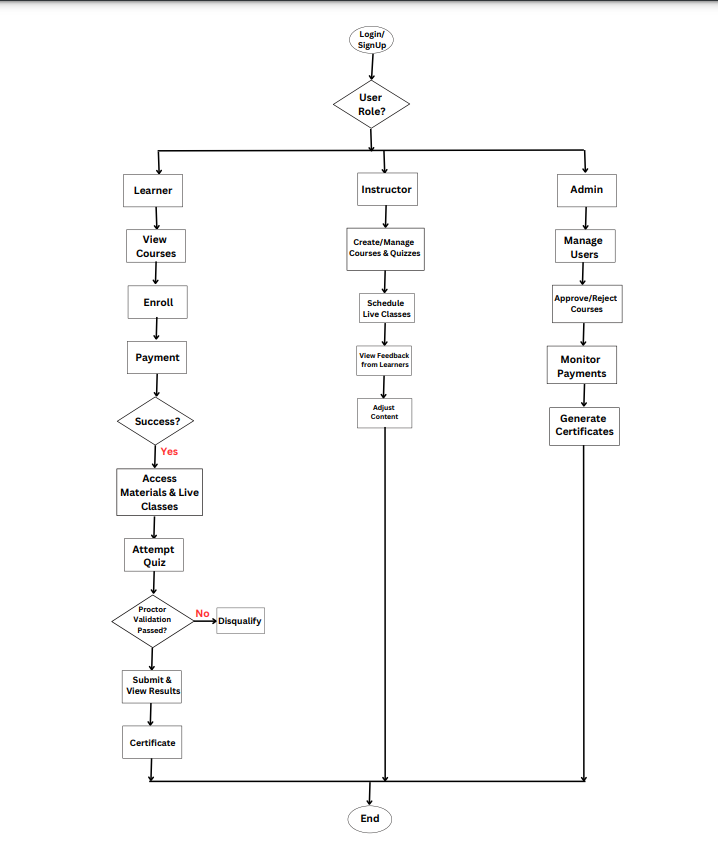 Login/
SignUp
User
Role?
Learner
Instructor
Admin
View
Courses
Create/Manage
Courses & Quizzes
Manage
Users
Enroll
Schedule
Live Classes
Approve/Reject
Courses
Payment
View Feedback
from Learners
Monitor
Payments
Success?
Yes
Adjust
Content
Generate
Certificates
Access
Materials & Live
Classes
Attempt
Quiz
Proctor
Validation
Passed?
No
Disqualify
Submit &
View Results
Certificate
End